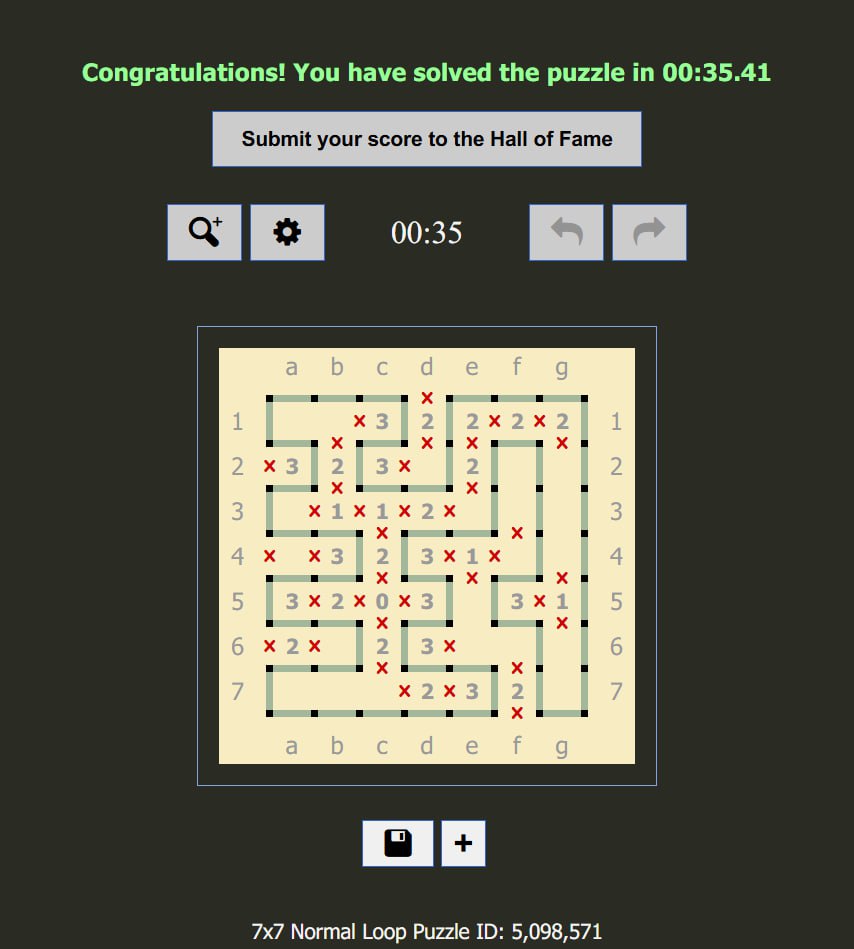 Congratulations! You have solved the puzzle in 00:35.41
Submit your score to the Hall of Fame
00:35
a b c d e f g
1 3 2 2 2 2 1
2 3 2 3 2 2
3 1 1 2 3
4 3 2 3 1 4
5 3 2 0 3 3 1 5
6 2 2 3 6
7 2 3 2 7
a b c d e f g
+
7x7 Normal Loop Puzzle ID: 5,098,571